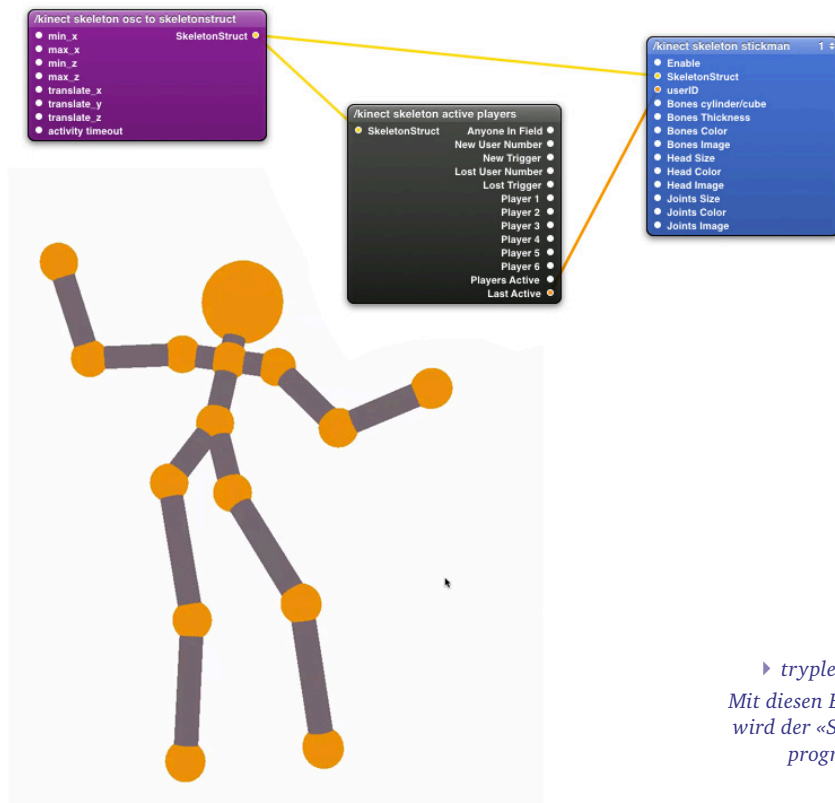 /kinect skeleton osc to skeletonstruct
min_x SkeletonStruct
max_x
min_z
max_z
translate_x
translate_y
translate_z
activity timeout
/kinect skeleton active players
SkeletonStruct Anyone In Field
New User Number
New Trigger
Lost User Number
Lost Trigger
Player 1
Player 2
Player 3
Player 4
Player 5
Player 6
Players Active
Last Active
/kinect skeleton stickman 1
Enable
SkeletonStruct
userID
Bones cylinder/cube
Bones Thickness
Bones Color
Bones Image
Head Size
Head Color
Head Image
Joints Size
Joints Color
Joints Image
tryple
Mit diesen
wird der «S
progr